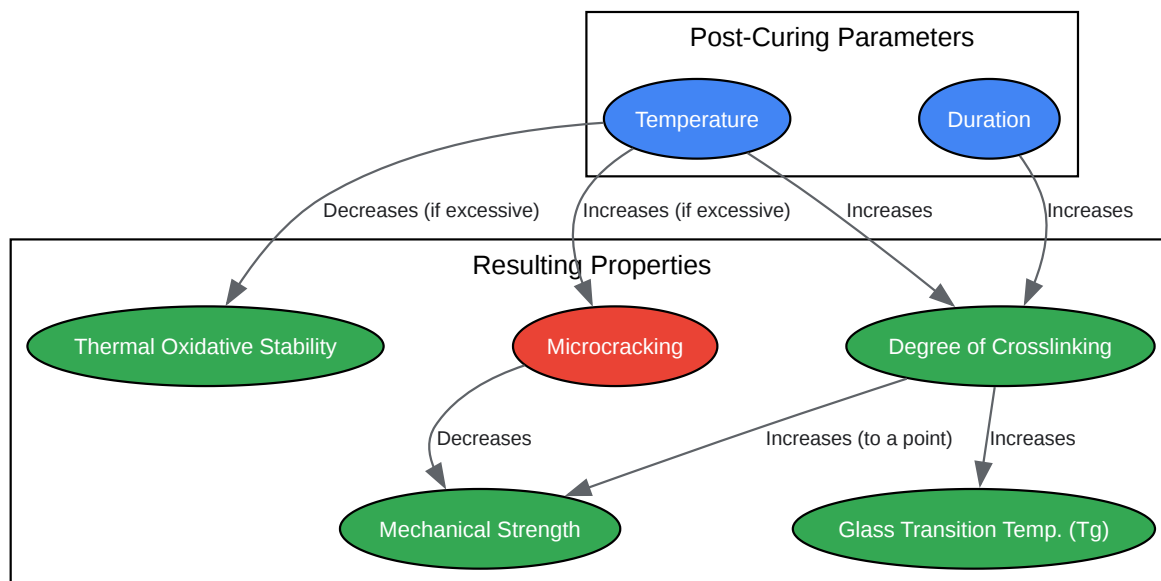 Post-Curing Parameters
Temperature
Duration
Decreases (if excessive)
Increases (if excessive)
Increases
Increases
Resulting Properties
Thermal Oxidative Stability
Microcracking
Degree of Crosslinking
Decreases
Increases (to a point)
Increases
Mechanical Strength
Glass Transition Temp. (Tg)